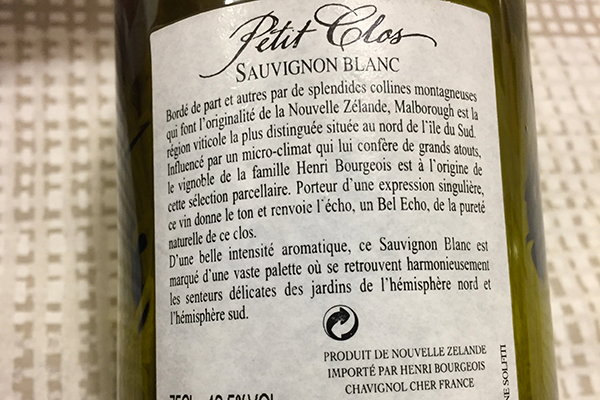 Petit Clos
SAUVIGNON BLANC
Bordé de part et autres par de splendides collines montagneuses
qui font l'originalité de la Nouvelle Zélande, Malborough est la
région viticole la plus distinguée située au nord de l'île du Sud.
Influencé par un micro-climat qui lui confère de grands atouts,
le vignoble de la famille Henri Bourgeois est à l'origine de
cette sélection parcellaire. Porteur d'une expression singulière,
ce vin donne le ton et renvoie l'écho, un Bel Echo, de la pureté
naturelle de ce clos.
D'une belle intensité aromatique, ce Sauvignon Blanc est
marqué d'une vaste palette où se retrouvent harmonieusement
les senteurs délicates des jardins de l'hémisphère nord et
l'hémisphère sud.
PRODUIT DE NOUVELLE ZELANDE
IMPORTÉ PAR HENRI BOURGEOIS
CHAVIGNOL CHER FRANCE
SOLFITI